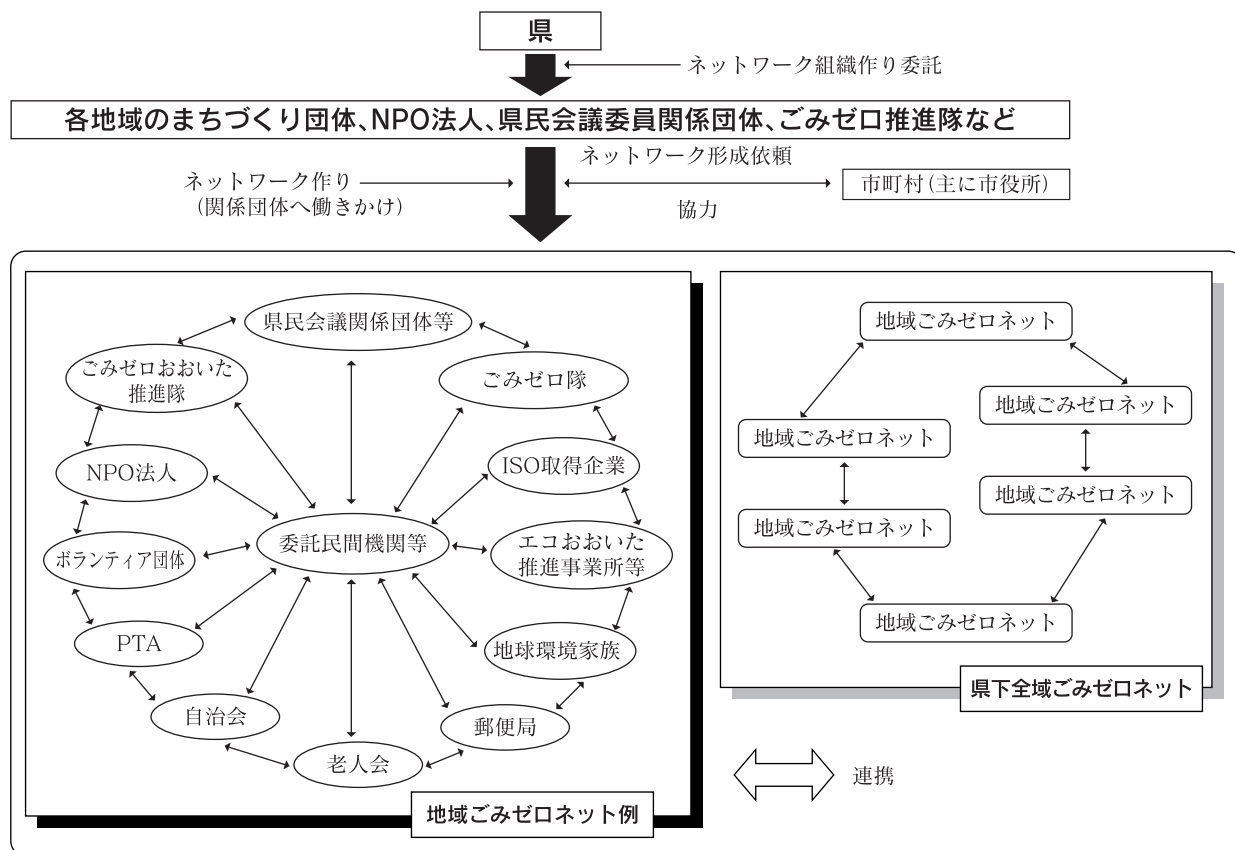 県
ネットワーク組織作り委託
各地域のまちづくり団体、NPO法人、県民会議委員関係団体、ごみゼロ推進隊など
ネットワーク形成依頼
ネットワーク作り
(関係団体へ働きかけ)
市町村(主に市役所)
協力
県民会議関係団体等
ごみゼロおおいた
推進隊
ごみゼロ隊
NPO法人
ISO取得企業
委託民間機関等
ボランティア団体
エコおおいた
推進事業所等
PTA
地球環境家族
自治会
郵便局
老人会
地域ごみゼロネット例
地域ごみゼロネット
地域ごみゼロネット
地域ごみゼロネット
地域ごみゼロネット
地域ごみゼロネット
地域ごみゼロネット
県下全域ごみゼロネット
連携